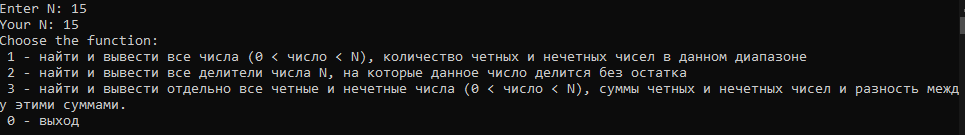 Enter N: 15
Your N: 15
Choose the function:
 1 - найти и вывести все числа (0 < число < N), количество четных и нечетных чисел в данном диапазоне
 2 - найти и вывести все делители числа N, на которые данное число делится без остатка
 3 - найти и вывести отдельно все четные и нечетные числа (0 < число < N), суммы четных и нечетных чисел и разность межд
у этими суммами.
 0 - выход